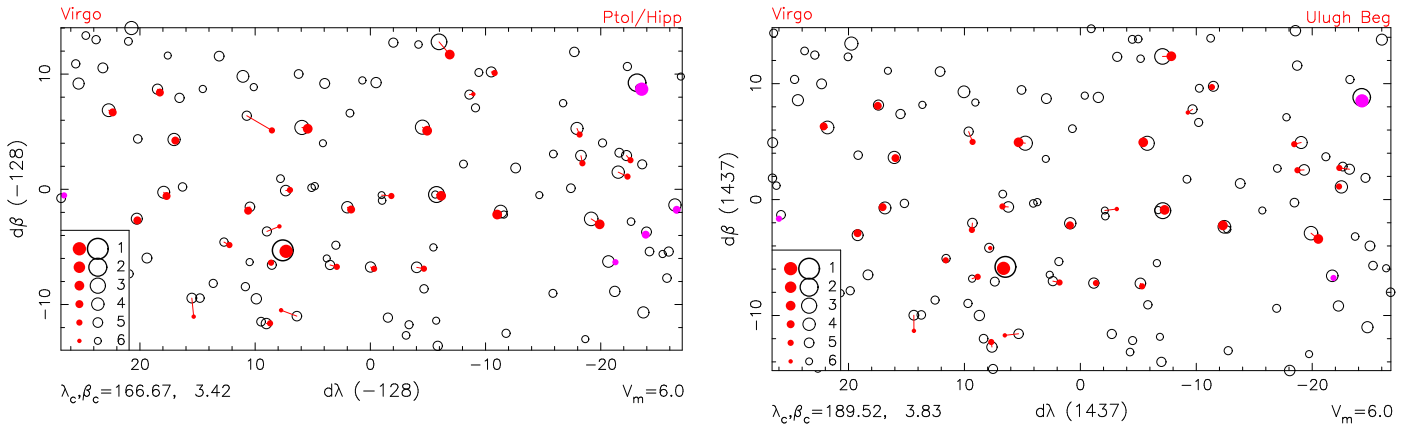 Virgo Ptol/Hipp
10
0
−10
dβ (−128)
1
2
3
4
5
6
20 10 0 −10 −20
λc,βc=166.67, 3.42 dλ (−128) Vm=6.0
Virgo Ulugh Beg
10
0
−10
dβ (1437)
1
2
3
4
5
6
20 10 0 −10 −20
λc,βc=189.52, 3.83 dλ (1437) Vm=6.0